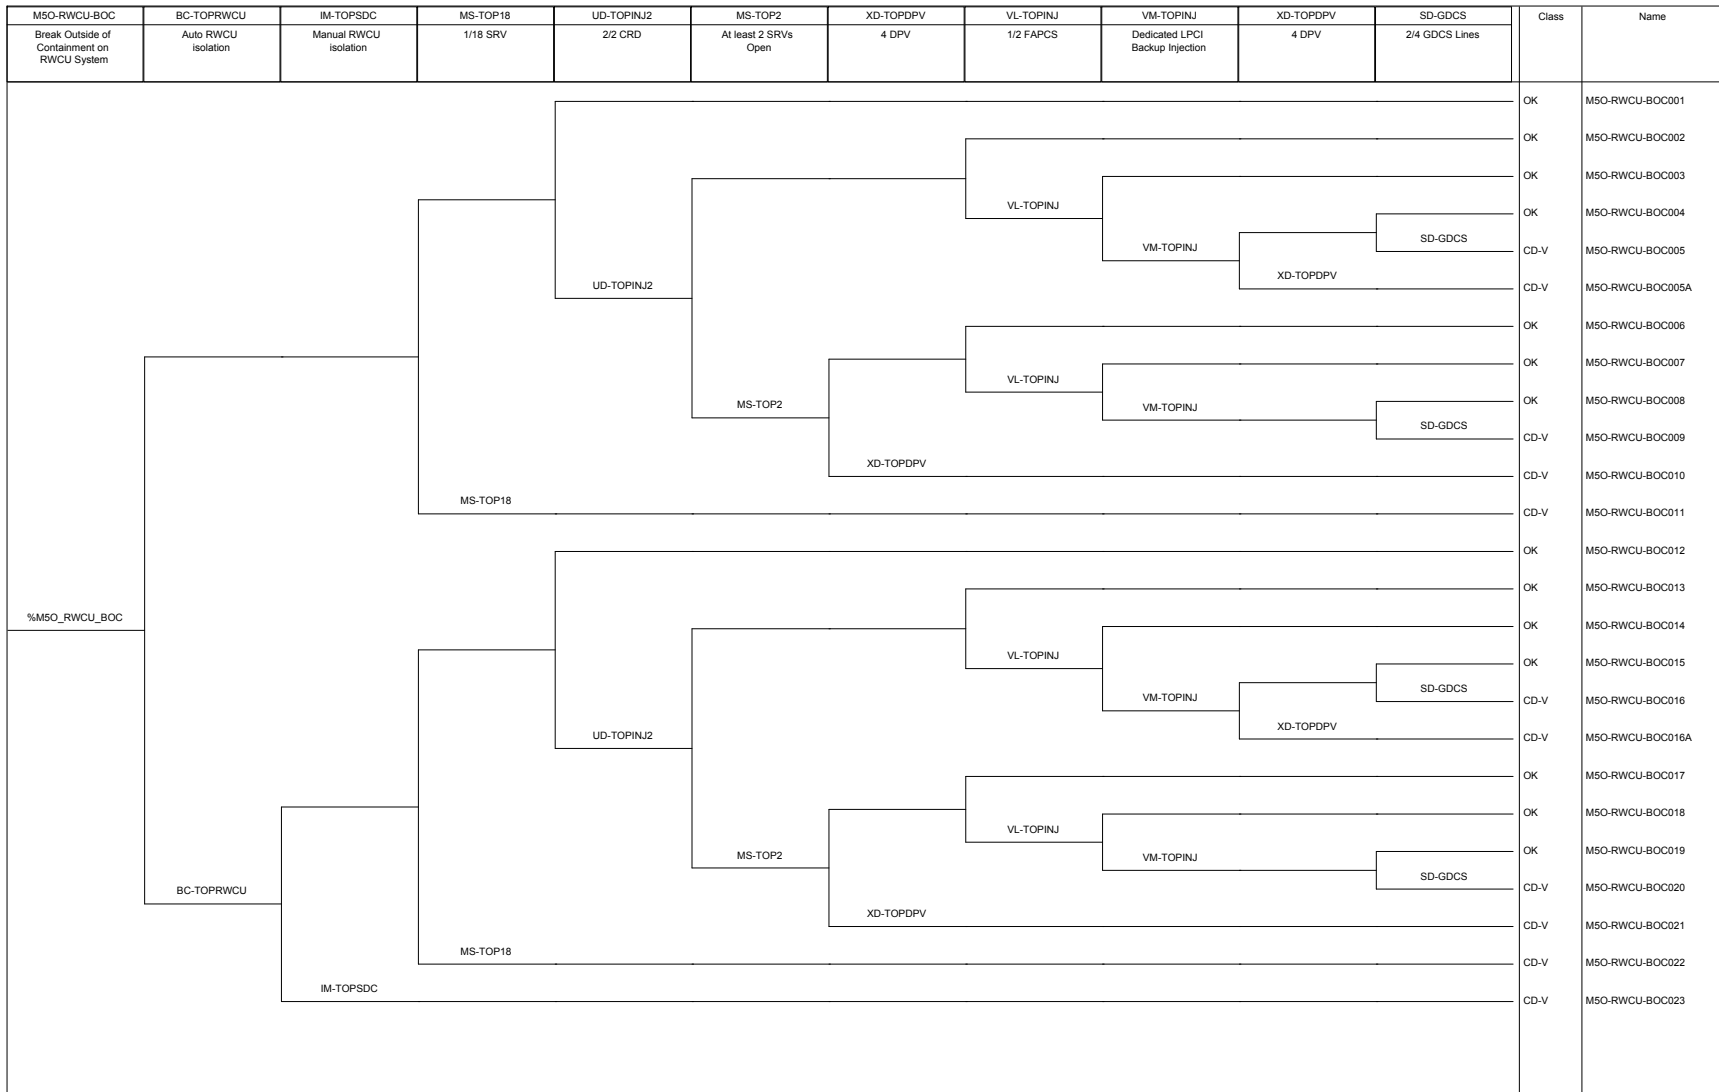 M5O-RWCU-BOC BC-TOPRWCU IM-TOPSDC MS-TOP18 UD-TOPINJ2 MS-TOP2 XD-TOPDPV VL-TOPINJ VM-TOPINJ XD-TOPDPV SD-GDCS Class Name
Break Outside of Auto RWCU Manual RWCU 1/18 SRV 2/2 CRD At least 2 SRVs 4 DPV 1/2 FAPCS Dedicated LPCI 4 DPV 2/4 GDCS Lines
Containment on isolation isolation Open Backup Injection
RWCU System
OK M5O-RWCU-BOC001
OK M5O-RWCU-BOC002
OK M5O-RWCU-BOC003
VL-TOPINJ
OK M5O-RWCU-BOC004
SD-GDCS
VM-TOPINJ
CD-V M5O-RWCU-BOC005
XD-TOPDPV
UD-TOPINJ2
CD-V M5O-RWCU-BOC005A
OK M5O-RWCU-BOC006
OK M5O-RWCU-BOC007
VL-TOPINJ
OK M5O-RWCU-BOC008
MS-TOP2
VM-TOPINJ
SD-GDCS
CD-V M5O-RWCU-BOC009
XD-TOPDPV
CD-V M5O-RWCU-BOC010
MS-TOP18
CD-V M5O-RWCU-BOC011
OK M5O-RWCU-BOC012
OK M5O-RWCU-BOC013
%M5O_RWCU_BOC
OK M5O-RWCU-BOC014
VL-TOPINJ
OK M5O-RWCU-BOC015
SD-GDCS
VM-TOPINJ
CD-V M5O-RWCU-BOC016
XD-TOPDPV
UD-TOPINJ2
CD-V M5O-RWCU-BOC016A
OK M5O-RWCU-BOC017
OK M5O-RWCU-BOC018
VL-TOPINJ
OK M5O-RWCU-BOC019
MS-TOP2
VM-TOPINJ
SD-GDCS
BC-TOPRWCU
CD-V M5O-RWCU-BOC020
XD-TOPDPV
CD-V M5O-RWCU-BOC021
MS-TOP18
CD-V M5O-RWCU-BOC022
IM-TOPSDC
CD-V M5O-RWCU-BOC023